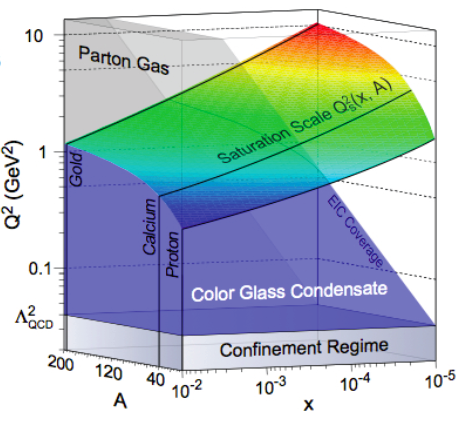 10
Parton Gas
Saturation Scale Q²s(x, A)
1
Gold
Q² (GeV²)
Calcium
Proton
EIC Coverage
0.1
Color Glass Condensate
Λ²QCD
Confinement Regime
200
120
40
10⁻²
10⁻³
10⁻⁴
10⁻⁵
A
x